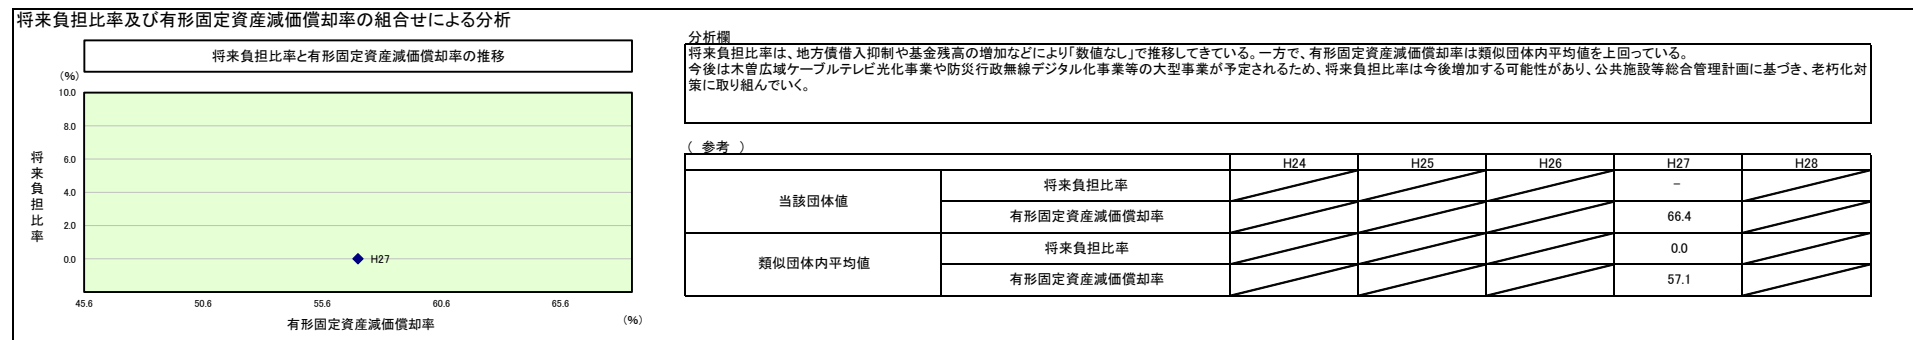 将来負担比率及び有形固定資産減価償却率の組合せによる分析
将来負担比率と有形固定資産減価償却率の推移
(%)
10.0
8.0
6.0
4.0
2.0
0.0
将来負担比率
H27
45.6 50.6 55.6 60.6 65.6
有形固定資産減価償却率
(%)
分析欄
将来負担比率は、地方債借入抑制や基金残高の増加などにより「数値なし」で推移してきている。一方で、有形固定資産減価償却率は類似団体内平均値を上回っている。
今後は木曽広域ケーブルテレビ光化事業や防災行政無線デジタル化事業等の大型事業が予定されるため、将来負担比率は今後増加する可能性があり、公共施設等総合管理計画に基づき、老朽化対
策に取り組んでいく。
( 参考 )
H24 H25 H26 H27 H28
当該団体値
将来負担比率 -
有形固定資産減価償却率 66.4
類似団体内平均値
将来負担比率 0.0
有形固定資産減価償却率 57.1